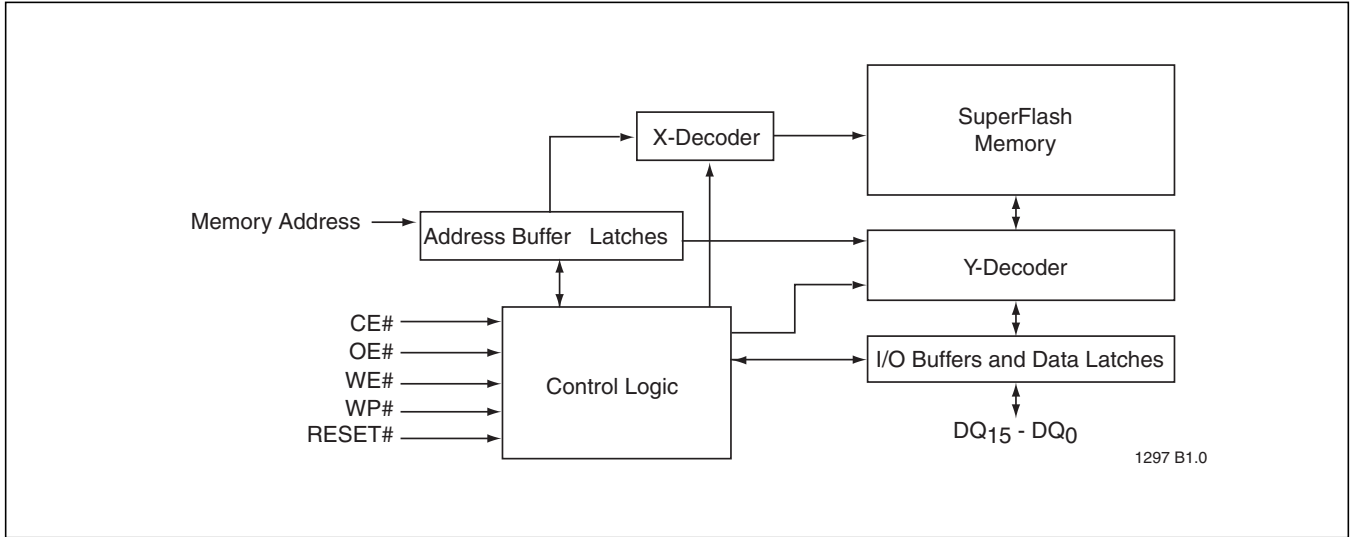 SuperFlash
Memory
X-Decoder
Memory Address
Address Buffer Latches
Y-Decoder
CE#
OE#
WE#
WP#
RESET#
Control Logic
I/O Buffers and Data Latches
DQ15 - DQ0
1297 B1.0